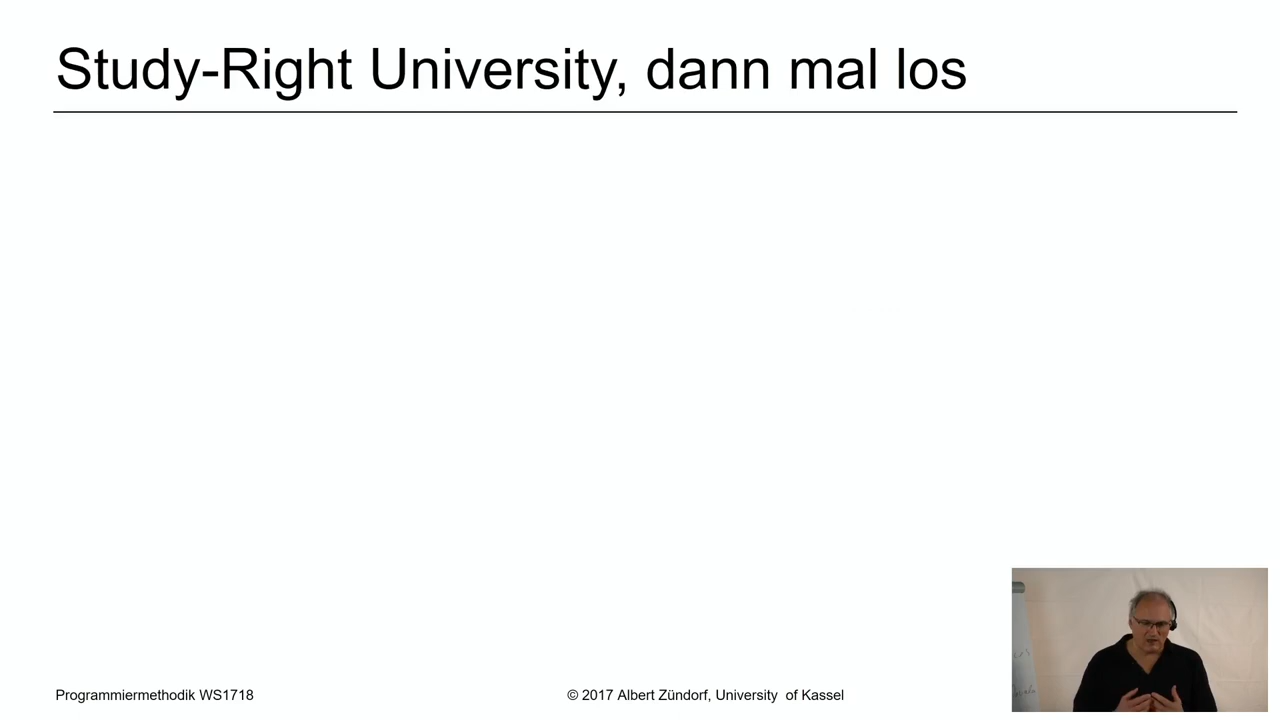 Study-Right University, dann mal los
Programmiermethodik WS1718
© 2017 Albert Zündorf, University of Kassel